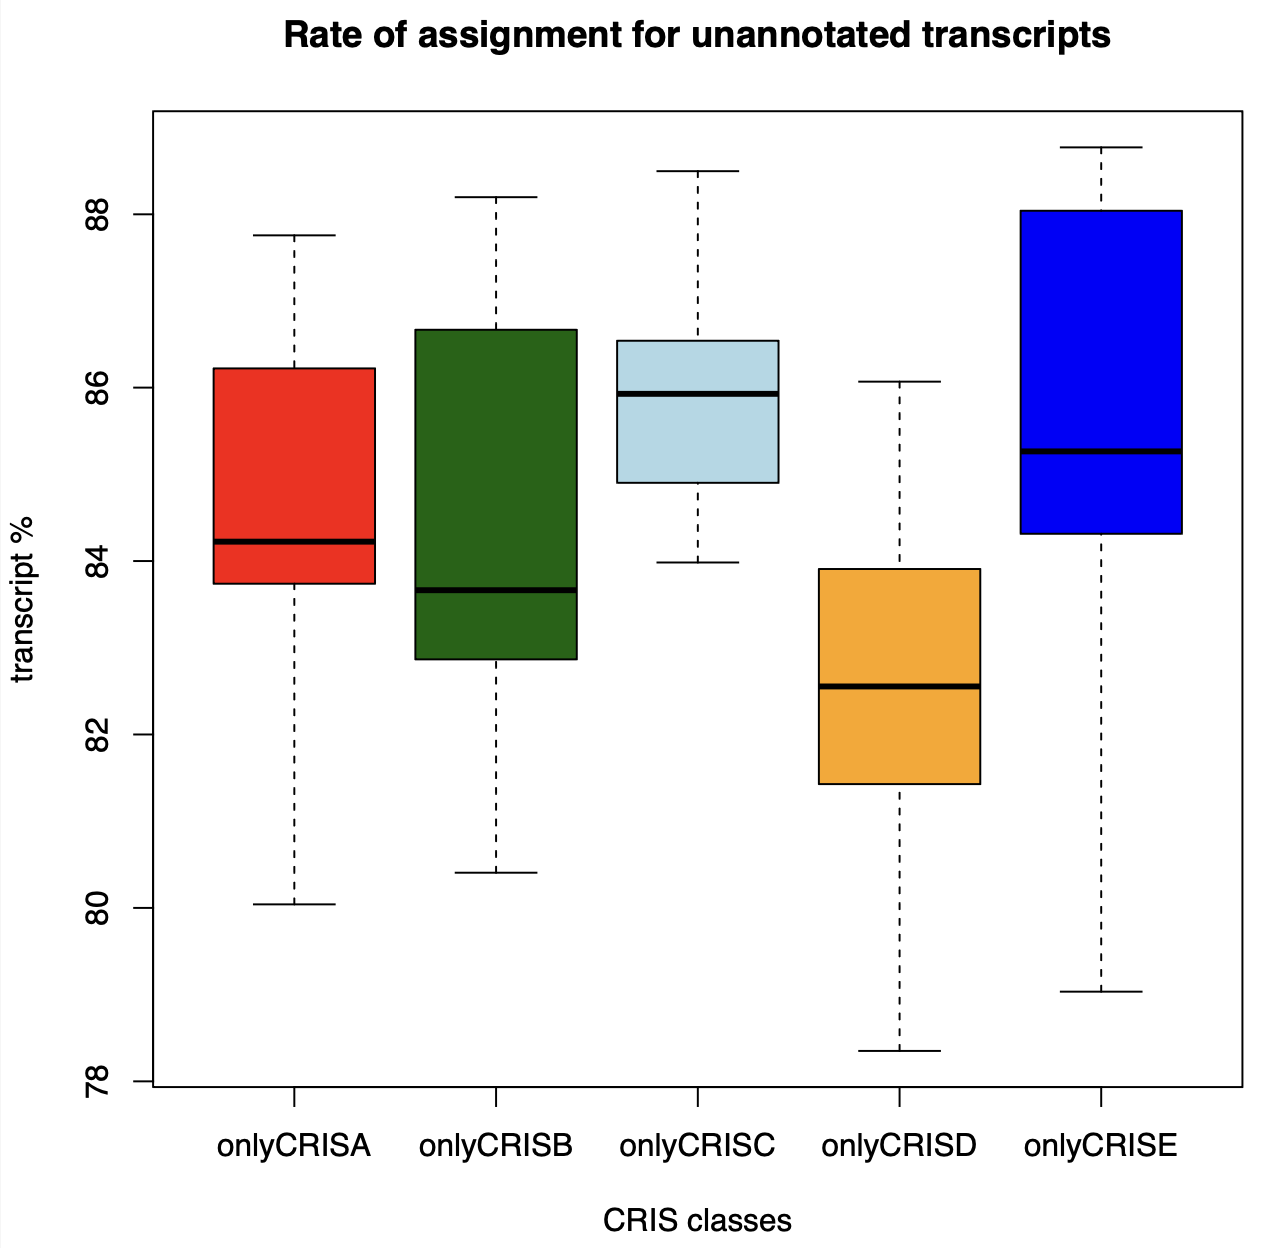 Rate of assignment for unannotated transcripts
transcript %
88
86
84
82
80
78
onlyCRISA onlyCRISB onlyCRISC onlyCRISD onlyCRISE
CRIS classes